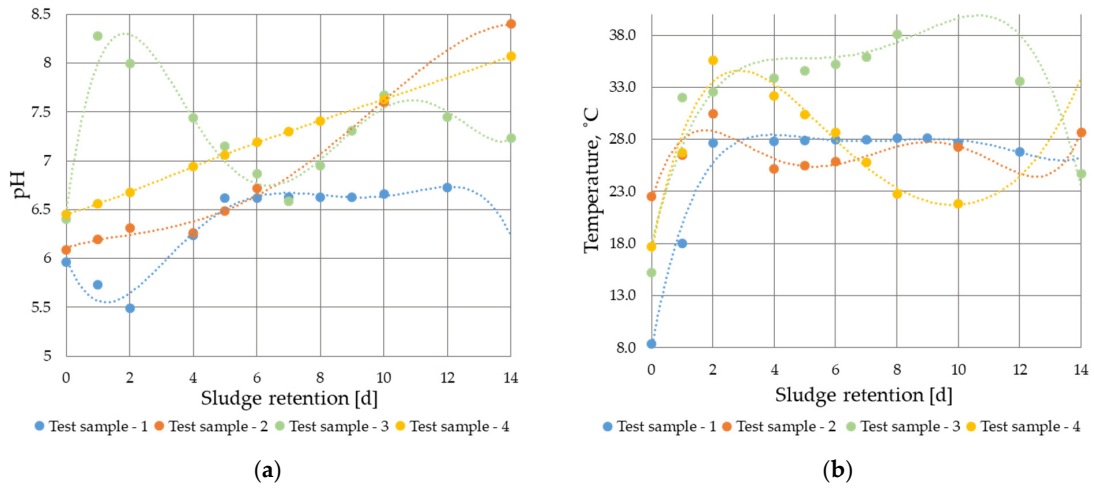 8.5
8
7.5
7
6.5
6
5.5
5
pH
0 2 4 6 8 10 12 14
Sludge retention [d]
Test sample - 1 Test sample - 2 Test sample - 3 Test sample - 4
(a)
38.0
33.0
28.0
23.0
18.0
13.0
8.0
Temperature, ˚C
0 2 4 6 8 10 12 14
Sludge retention [d]
Test sample - 1 Test sample - 2 Test sample - 3 Test sample - 4
(b)